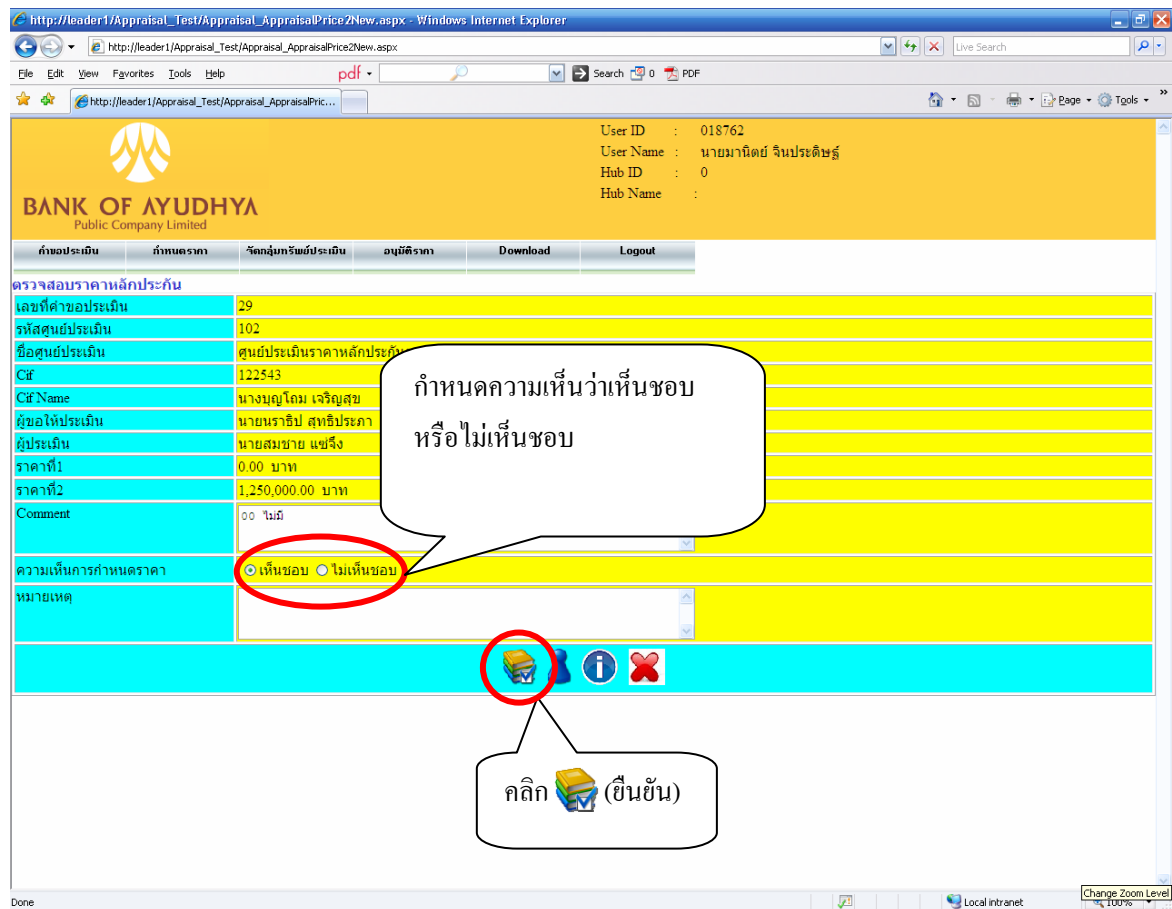 http://leader1/Appraisal_Test/Appraisal_AppraisalPrice2New.aspx - Windows Internet Explorer
http://leader1/Appraisal_Test/Appraisal_AppraisalPrice2New.aspx
Live Search
File Edit View Favorites Tools Help
pdf
Search 0 PDF
http://leader1/Appraisal_Test/Appraisal_AppraisalPric...
Page Tools »
BANK OF AYUDHYA
Public Company Limited
User ID : 018762
User Name : นายมานิตย์ จินประดิษฐ์
Hub ID : 0
Hub Name :
คำขอประเมิน กำหนดราคา จัดกลุ่มทรัพย์ประเมิน อนุมัติราคา Download Logout
ตรวจสอบราคาหลักประกัน
เลขที่คำขอประเมิน 29
รหัสศูนย์ประเมิน 102
ชื่อศูนย์ประเมิน ศูนย์ประเมินราคาหลักประกัน
Cif 122543
Cif Name นางบุญโถม เจริญสุข
ผู้ขอให้ประเมิน นายนราธิป สุทธิประภา
ผู้ประเมิน นายสมชาย แซ่จึง
ราคาที่1 0.00 บาท
ราคาที่2 1,250,000.00 บาท
Comment oo ไม่มี
กำหนดความเห็นว่าเห็นชอบ
หรือไม่เห็นชอบ
ความเห็นการกำหนดราคา เห็นชอบ ไม่เห็นชอบ
หมายเหตุ
คลิก (ยืนยัน)
Done
Local intranet
Change Zoom Level
100%